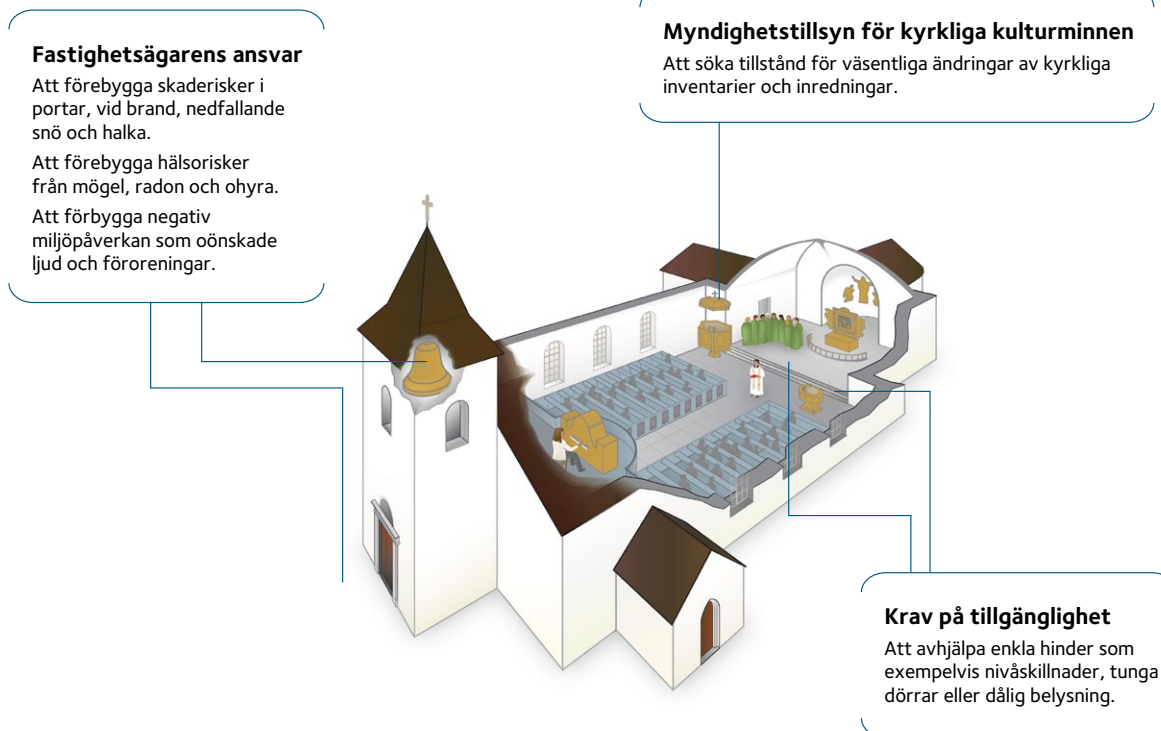 Fastighetsägarens ansvar
Att förebygga skaderisker i
portar, vid brand, nedfallande
snö och halka.
Att förebygga hälsorisker
från mögel, radon och ohyra.
Att förbygga negativ
miljöpåverkan som oönskade
ljud och föroreningar.
Myndighetstillsyn för kyrkliga kulturminnen
Att söka tillstånd för väsentliga ändringar av kyrkliga
inventarier och inredningar.
Krav på tillgänglighet
Att avhjälpa enkla hinder som
exempelvis nivåskillnader, tunga
dörrar eller dålig belysning.